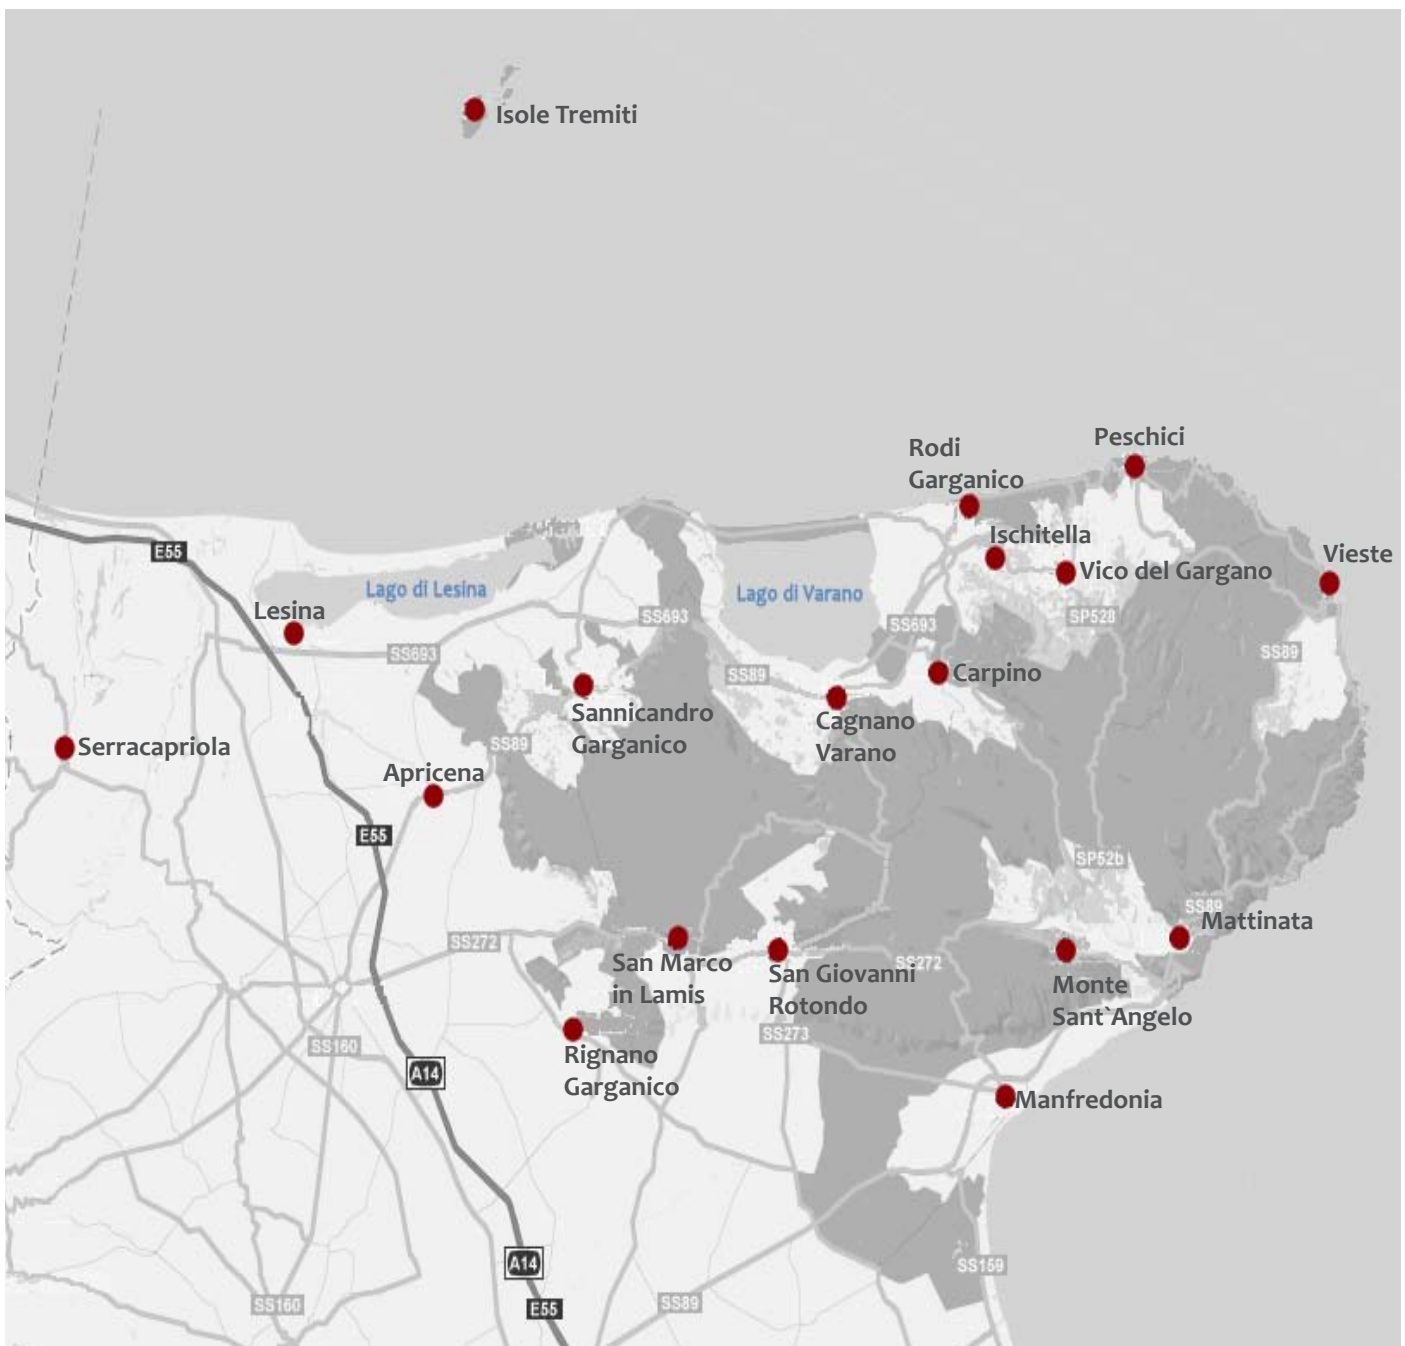 Isole Tremiti
Peschici
Rodi
Garganico
Ischitella
E55
Vieste
Vico del Gargano
Lago di Lesina
Lago di Varano
Lesina
SS693
SP528
SS693
SS693
SS89
SS89
Carpino
Sannicandro
Garganico
Cagnano
Varano
Serracapriola
SS89
Apricena
E55
SP52b
SS89
Mattinata
SS272
San Marco
in Lamis
San Giovanni
Rotondo
SS272
Monte
Sant`Angelo
SS273
SS160
Rignano
Garganico
A14
Manfredonia
A14
SS159
SS160
SS89
E55